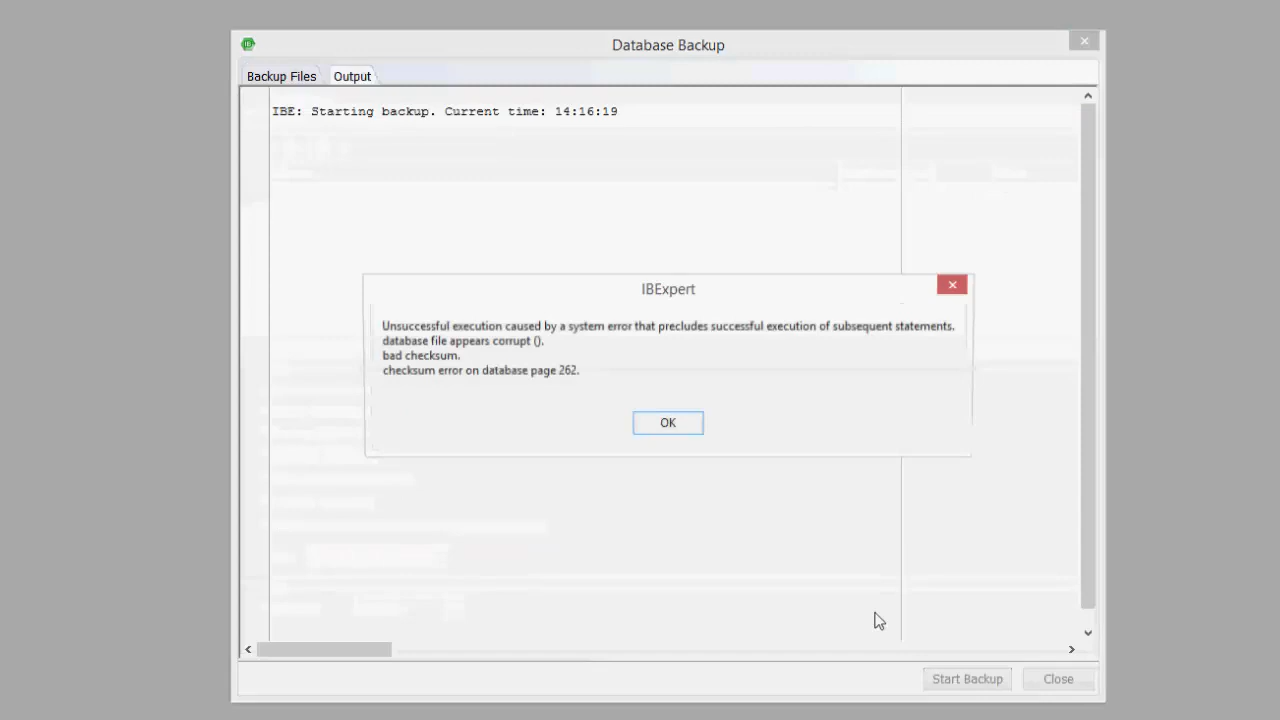 Database Backup
Backup Files
Output
IBE: Starting backup. Current time: 14:16:19
IBExpert
Unsuccessful execution caused by a system error that precludes successful execution of subsequent statements.
database file appears corrupt ().
bad checksum.
checksum error on database page 262.
OK
Start Backup
Close